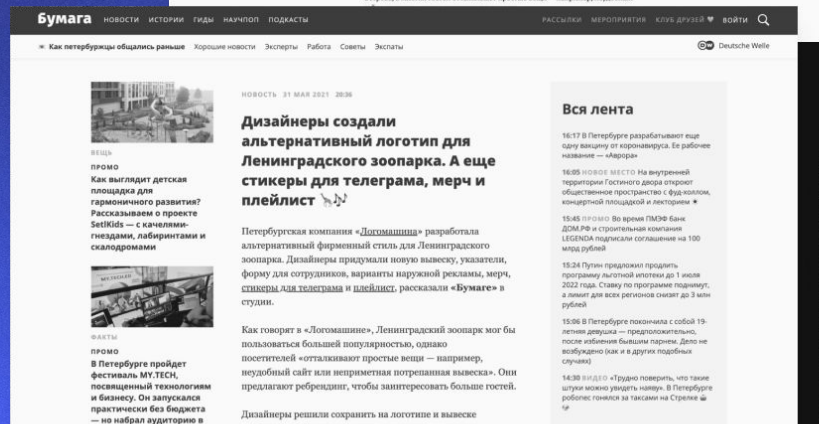 бумага НОВОСТИ ИСТОРИИ ГИДЫ НАУЧПОП ПОДКАСТЫ РАССЫЛКИ МЕРОПРИЯТИЯ КЛУБ ДРУЗЕЙ ♥ ВОЙТИ
Как петербуржцы общались раньше Хорошие новости Эксперты Работа Советы Экспаты DW Deutsche Welle
ВЕЩЬ
ПРОМО
Как выглядит детская
площадка для
гармоничного развития?
Рассказываем о проекте
Set!Kids — с качелями-
гнездами, лабиринтами и
скалодромами
MY.TECH
ФАКТЫ
ПРОМО
В Петербурге пройдет
фестиваль MY.TECH,
посвященный технологиям
и бизнесу. Он запускался
практически без бюджета
— но набрал аудиторию в
НОВОСТЬ 31 МАЯ 2021 20:36
Дизайнеры создали
альтернативный логотип для
Ленинградского зоопарка. А еще
стикеры для телеграма, мерч и
плейлист 🦒🎶
Петербургская компания «Логомашина» разработала
альтернативный фирменный стиль для Ленинградского
зоопарка. Дизайнеры придумали новую вывеску, указатели,
форму для сотрудников, варианты наружной рекламы, мерч,
стикеры для телеграма и плейлист, рассказали «Бумаге» в
студии.
Как говорят в «Логомашине», Ленинградский зоопарк мог бы
пользоваться большей популярностью, однако
посетителей «отталкивают простые вещи — например,
неудобный сайт или неприметная потрепанная вывеска». Они
предлагают ребрендинг, чтобы заинтересовать больше гостей.
Дизайнеры решили сохранить на логотипе и вывеске
Вся лента
16:17 В Петербурге разрабатывают еще
одну вакцину от коронавируса. Ее рабочее
название — «Аврора»
16:05 НОВОЕ МЕСТО На внутренней
территории Гостиного двора откроют
общественное пространство с фуд-холлом,
концертной площадкой и лекторием ☀
15:45 ПРОМО Во время ПМЭФ банк
ДОМ.РФ и строительная компания
LEGENDA подписали соглашение на 100
млрд рублей
15:24 Путин предложил продлить
программу льготной ипотеки до 1 июля
2022 года. Ставку по программе поднимут,
а лимит для всех регионов снизят до 3 млн
рублей
15:06 В Петербурге покончила с собой 19-
летняя девушка — предположительно,
после избиения бывшим парнем. Дело не
возбуждено (как и в других подобных
случаях)
14:30 ВИДЕО «Трудно поверить, что такие
штуки можно увидеть наяву». В Петербурге
робопес гонялся за таксами на Стрелке